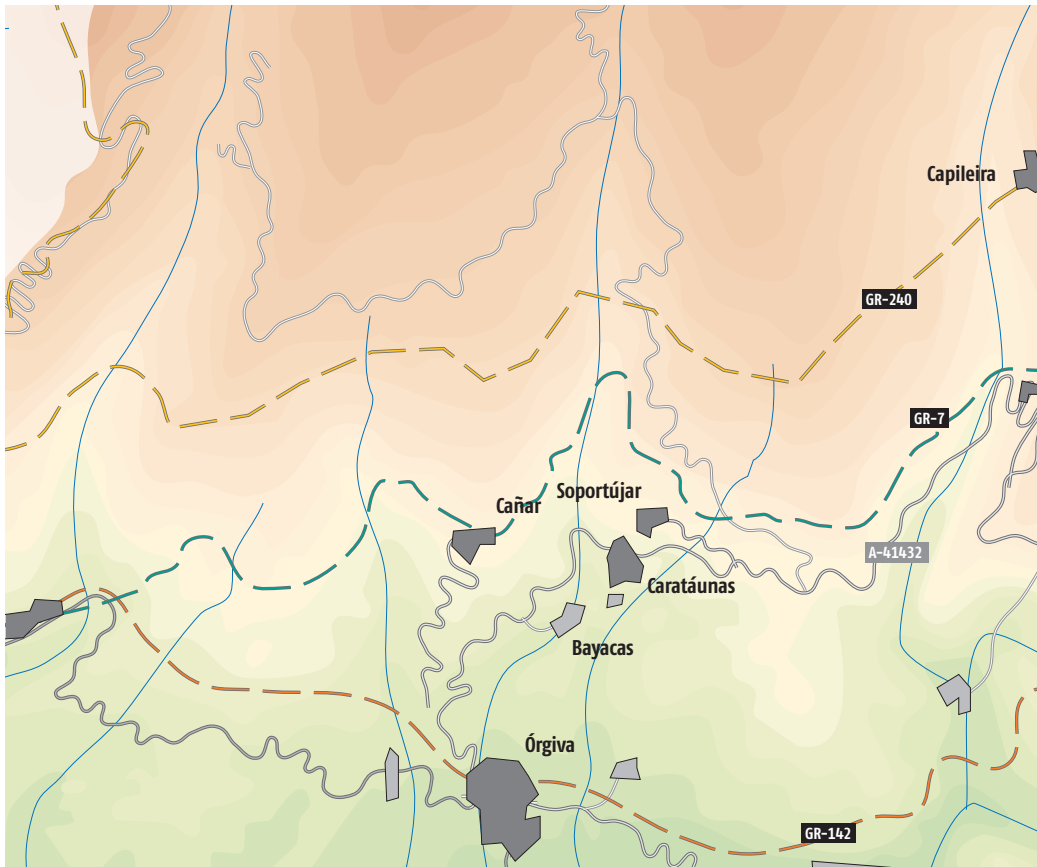 Capileira
GR-240
GR-7
Cañar
Soportújar
A-41432
Caratáunas
Bayacas
Órgiva
GR-142